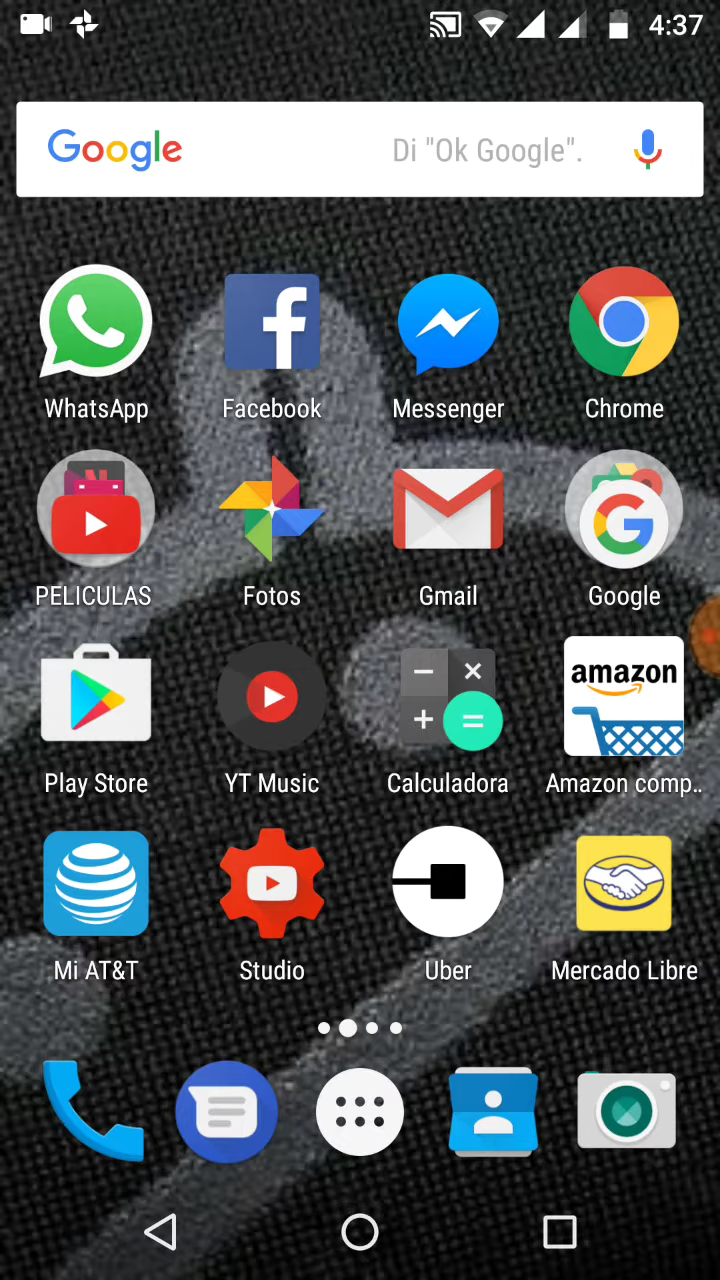 4:37
Google Di "Ok Google".
WhatsApp Facebook Messenger Chrome
PELICULAS Fotos Gmail Google
amazon
Play Store YT Music Calculadora Amazon comp..
Mi AT&T Studio Uber Mercado Libre